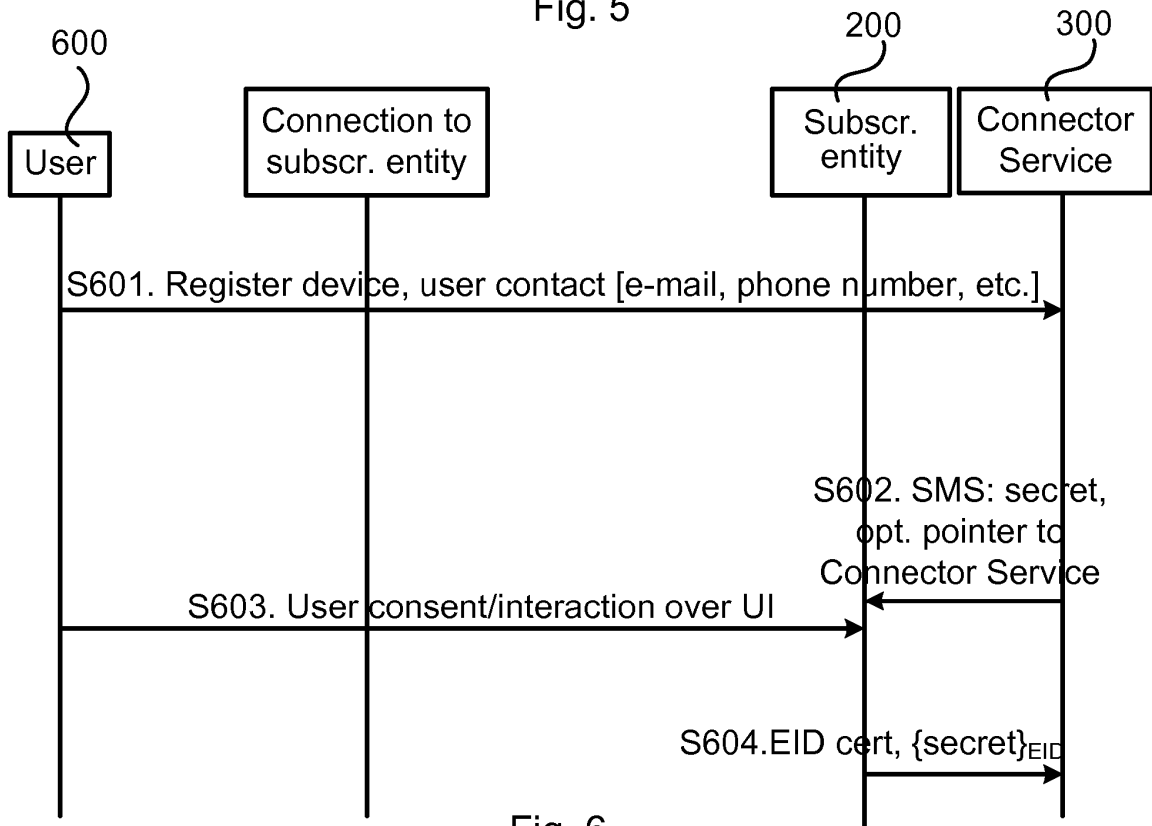 Fig. 5
600
200
300
User
Connection to
subscr. entity
Subscr.
entity
Connector
Service
S601. Register device, user contact [e-mail, phone number, etc.]
S602. SMS: secret,
opt. pointer to
Connector Service
S603. User consent/interaction over UI
S604.EID cert, {secret}EID
Fig. 6